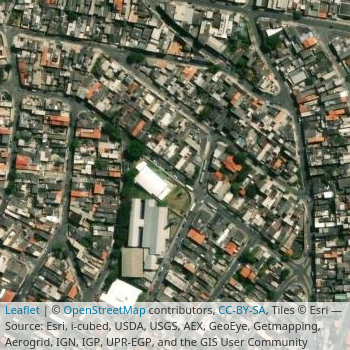 Leaflet | © OpenStreetMap contributors, CC-BY-SA, Tiles © Esri —
Source: Esri, i-cubed, USDA, USGS, AEX, GeoEye, Getmapping,
Aerogrid, IGN, IGP, UPR-EGP, and the GIS User Community